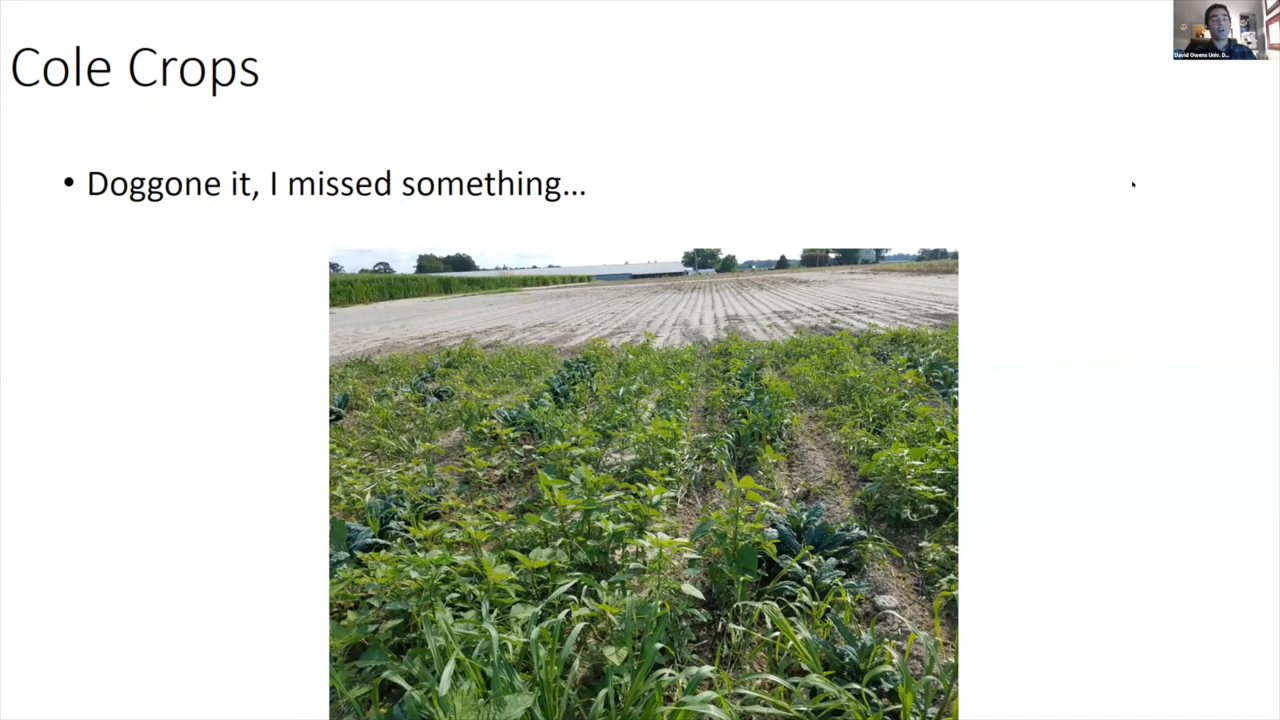 Cole Crops
• Doggone it, I missed something...
David Owens Univ. D...